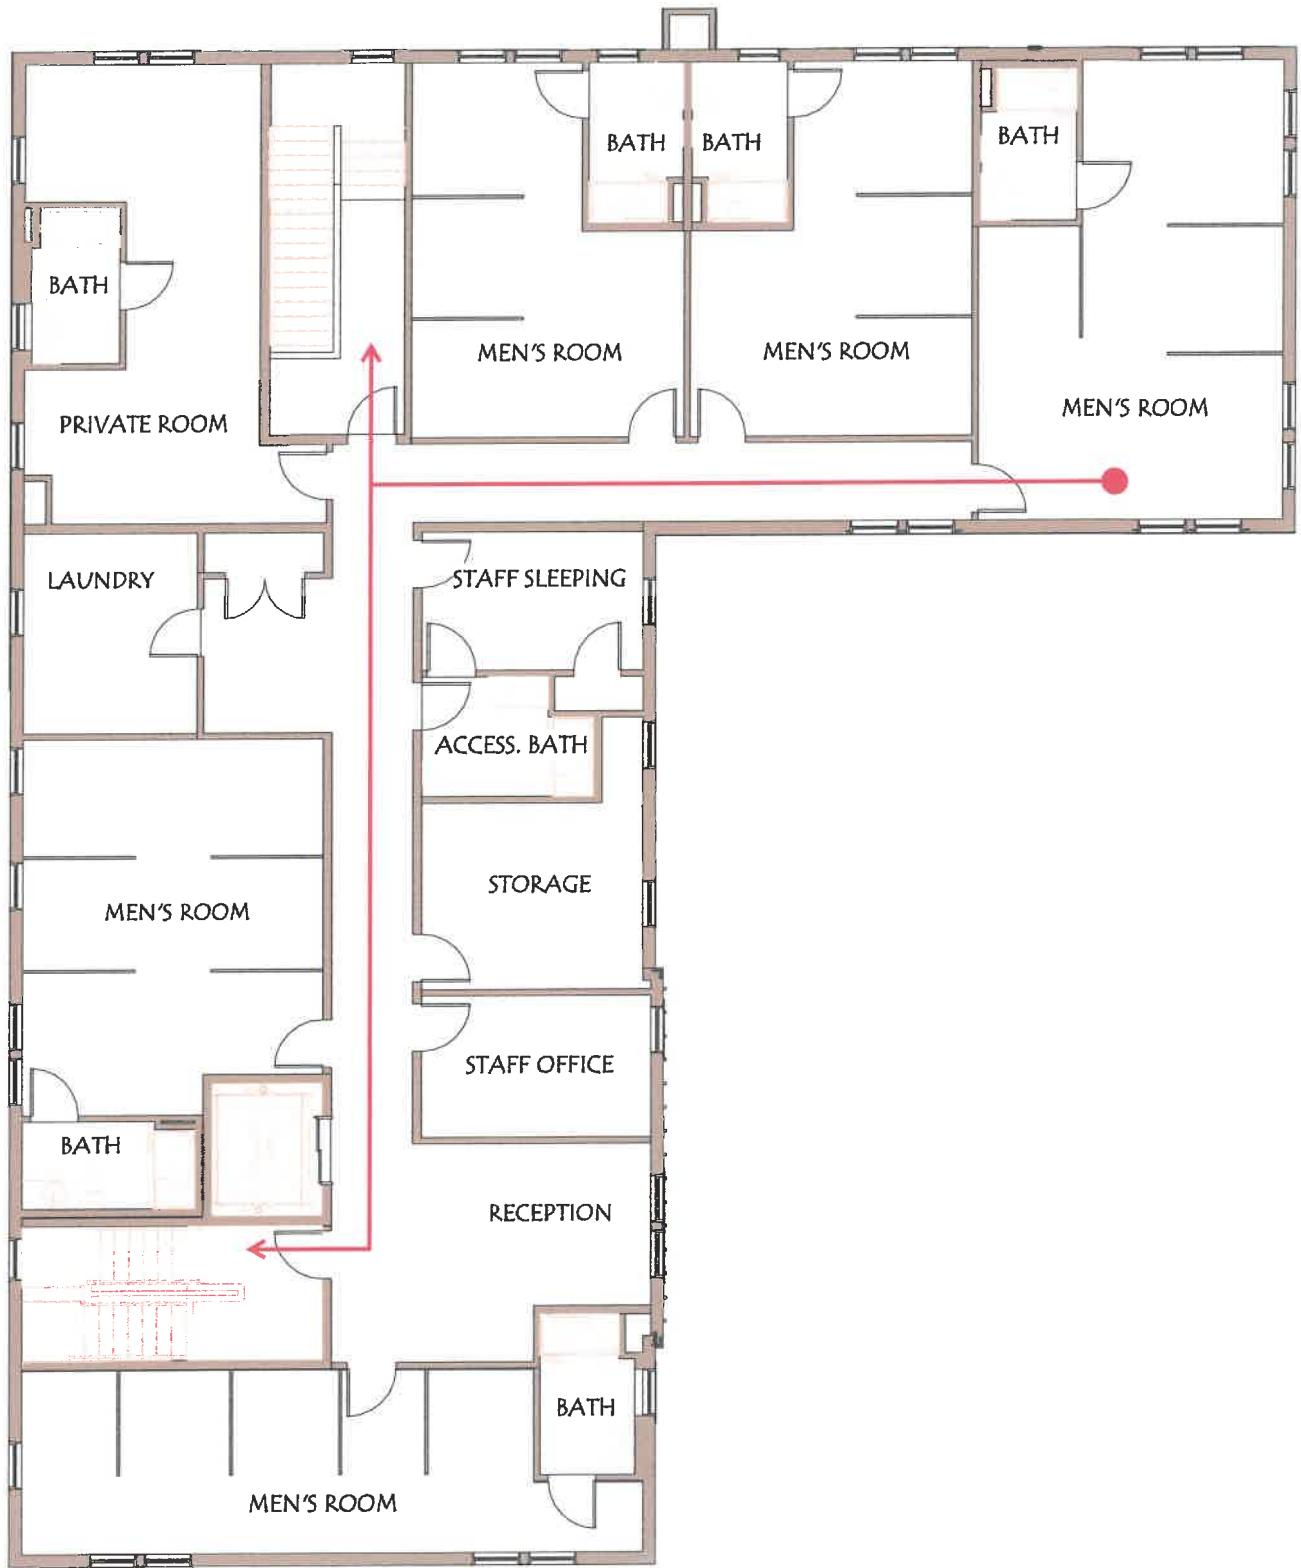 BATH
BATH
BATH
BATH
MEN'S ROOM
MEN'S ROOM
MEN'S ROOM
PRIVATE ROOM
LAUNDRY
STAFF SLEEPING
ACCESS. BATH
STORAGE
MEN'S ROOM
STAFF OFFICE
BATH
RECEPTION
BATH
MEN'S ROOM